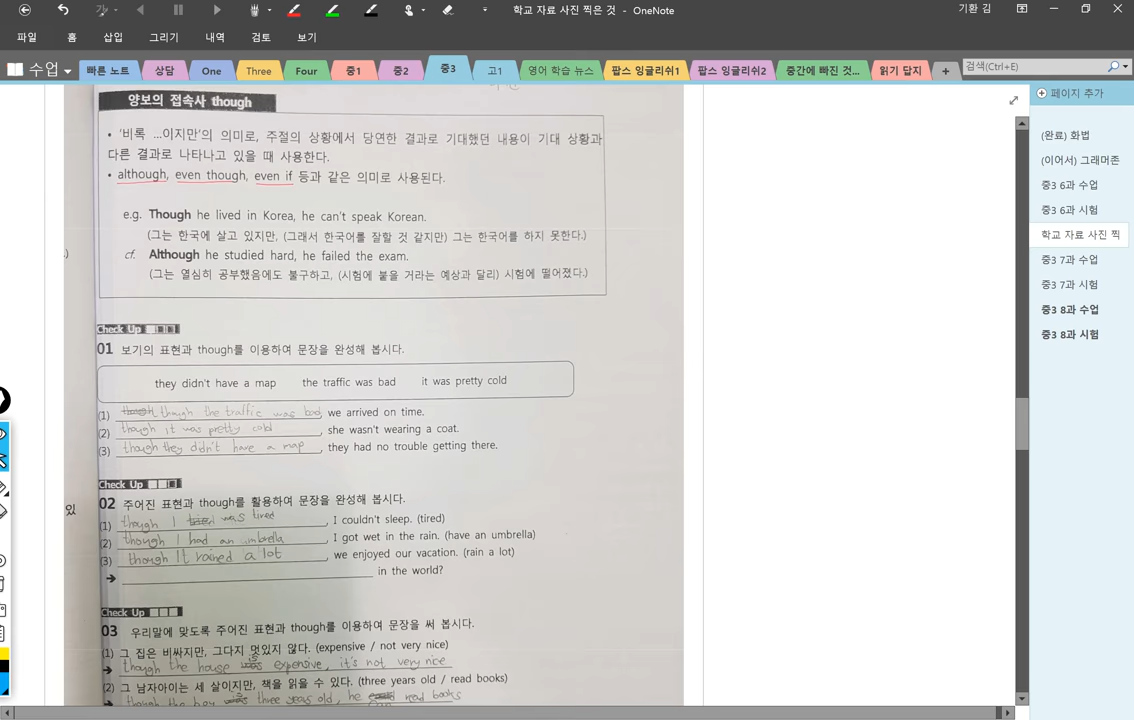 학교 자료 사진 찍은 것 - OneNote
기환 김
파일 홈 삽입 그리기 내역 검토 보기
수업 빠른 노트 상담 One Three Four 중1 중2 중3 고1 영어 학습 뉴스 팝스 잉글리쉬1 팝스 잉글리쉬2 중간에 빠진 것... 읽기 답지 +
검색(Ctrl+E)
페이지 추가
(완료) 화법
(이어서) 그래머존
중3 6과 수업
중3 6과 시험
학교 자료 사진 찍
중3 7과 수업
중3 7과 시험
중3 8과 수업
중3 8과 시험
양보의 접속사 though
• '비록 ...이지만'의 의미로, 주절의 상황에서 당연한 결과로 기대했던 내용이 기대 상황과
다른 결과로 나타나고 있을 때 사용한다.
• although, even though, even if 등과 같은 의미로 사용된다.
e.g. Though he lived in Korea, he can't speak Korean.
(그는 한국에 살고 있지만, (그래서 한국어를 잘할 것 같지만) 그는 한국어를 하지 못한다.)
cf. Although he studied hard, he failed the exam.
(그는 열심히 공부했음에도 불구하고, (시험에 붙을 거라는 예상과 달리) 시험에 떨어졌다.)
Check Up
01 보기의 표현과 though를 이용하여 문장을 완성해 봅시다.
they didn't have a map the traffic was bad it was pretty cold
(1) though the traffic was bad, we arrived on time.
(2) though it was pretty cold, she wasn't wearing a coat.
(3) though they didn't have a map, they had no trouble getting there.
Check Up
있
02 주어진 표현과 though를 활용하여 문장을 완성해 봅시다.
(1) though I was tired, I couldn't sleep. (tired)
(2) though I had an umbrella, I got wet in the rain. (have an umbrella)
(3) though It rained a lot, we enjoyed our vacation. (rain a lot)
➔ in the world?
Check Up
03 우리말에 맞도록 주어진 표현과 though를 이용하여 문장을 써 봅시다.
(1) 그 집은 비싸지만, 그다지 멋있지 않다. (expensive / not very nice)
➔ though the house is expensive, it's not very nice
(2) 그 남자아이는 세 살이지만, 책을 읽을 수 있다. (three years old / read books)
➔ though the boy three years old, he can read books